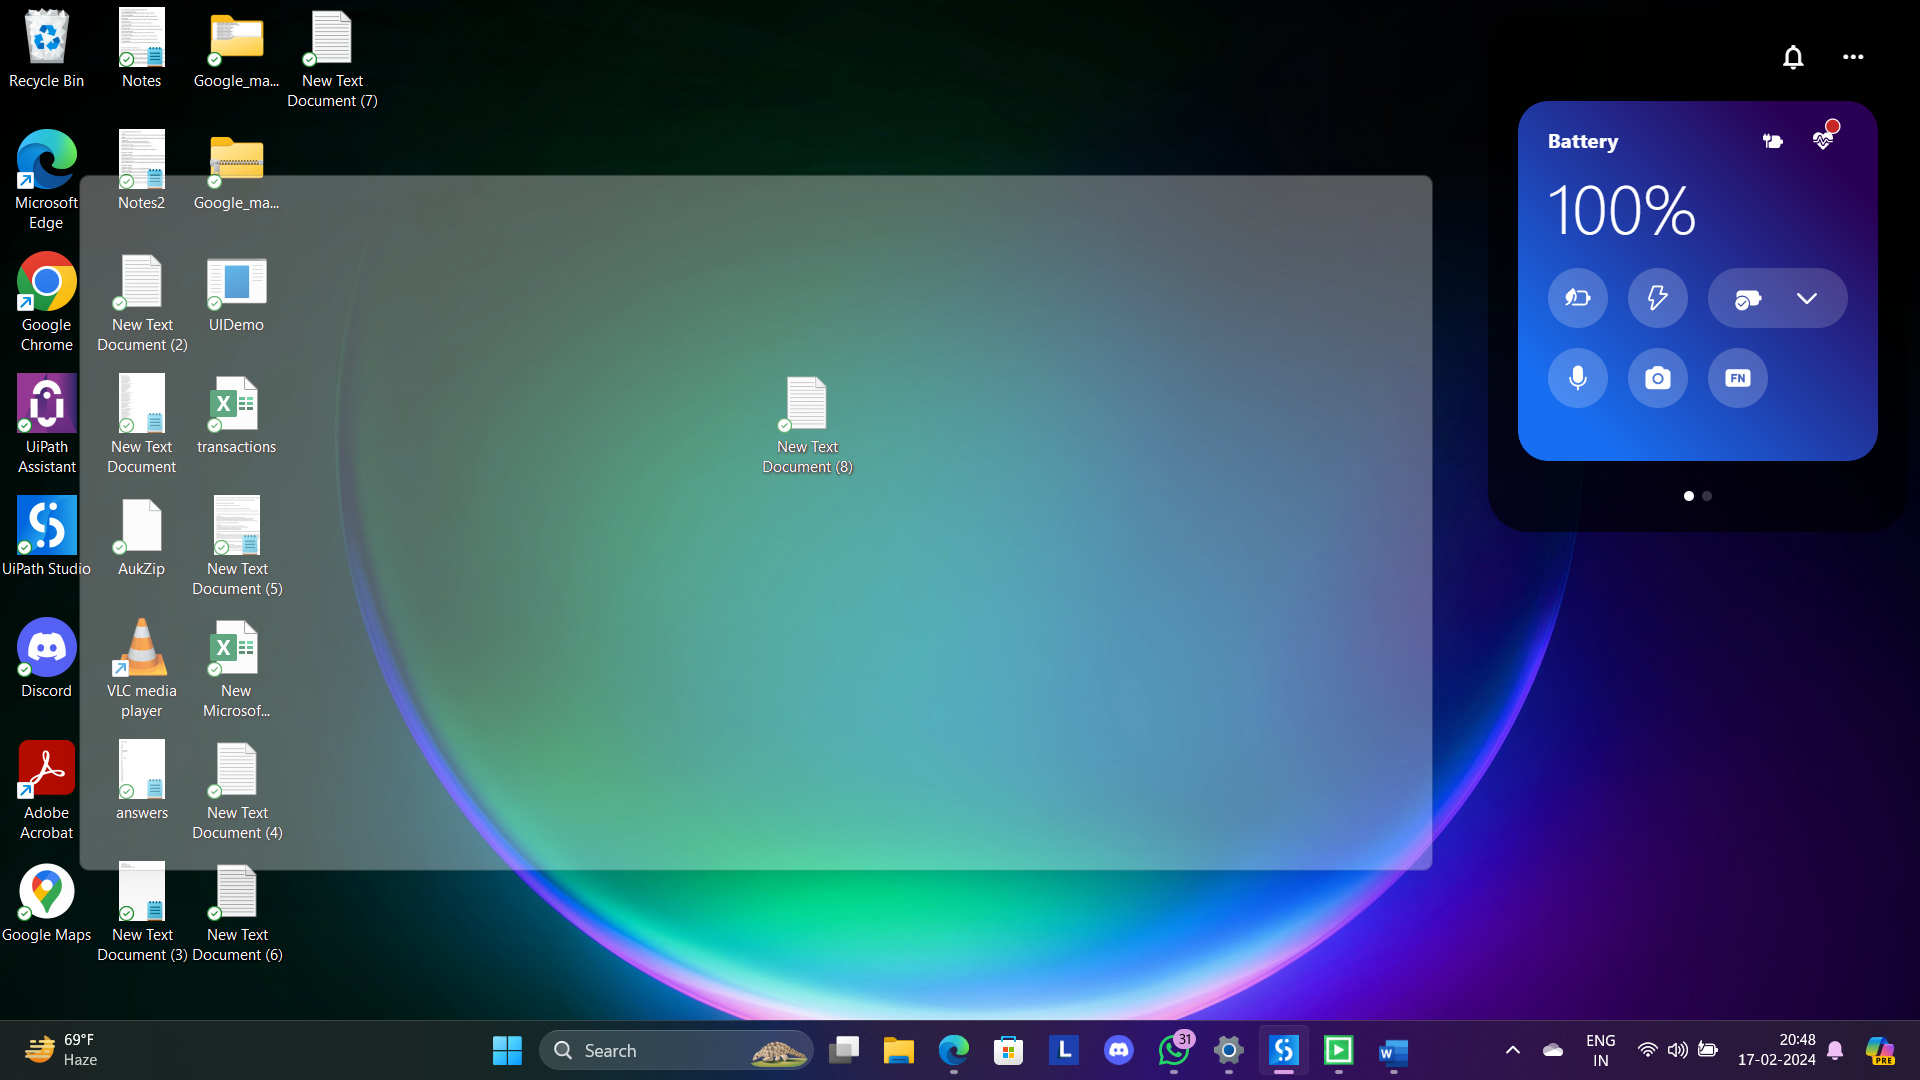 Recycle Bin
Notes
Google_ma...
New Text
Document (7)
Microsoft
Edge
Notes2
Google_ma...
Google
Chrome
New Text
Document (2)
UIDemo
UiPath
Assistant
New Text
Document
transactions
New Text
Document (8)
UiPath Studio
AukZip
New Text
Document (5)
Discord
VLC media
player
New
Microsof...
Adobe
Acrobat
answers
New Text
Document (4)
Google Maps
New Text
Document (3)
New Text
Document (6)
Battery
100%
FN
69°F
Haze
Search
L
31
W
ENG
IN
20:48
17-02-2024
PRE